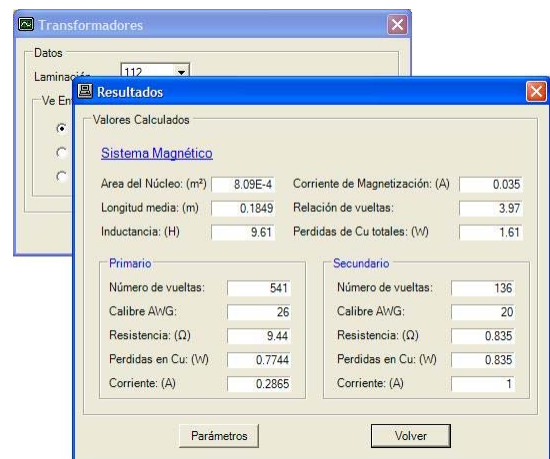 Transformadores
Datos
112
Resultados
Valores Calculados
Sistema Magnético
Area del Núcleo: (m²) 8.09E-4 Corriente de Magnetización: (A) 0.035
Longitud media: (m) 0.1849 Relación de vueltas: 3.97
Inductancia: (H) 9.61 Perdidas de Cu totales: (W) 1.61
Primario
Número de vueltas: 541
Calibre AWG: 26
Resistencia: (Ω) 9.44
Perdidas en Cu: (W) 0.7744
Corriente: (A) 0.2865
Secundario
Número de vueltas: 136
Calibre AWG: 20
Resistencia: (Ω) 0.835
Perdidas en Cu: (W) 0.835
Corriente: (A) 1
Parámetros
Volver